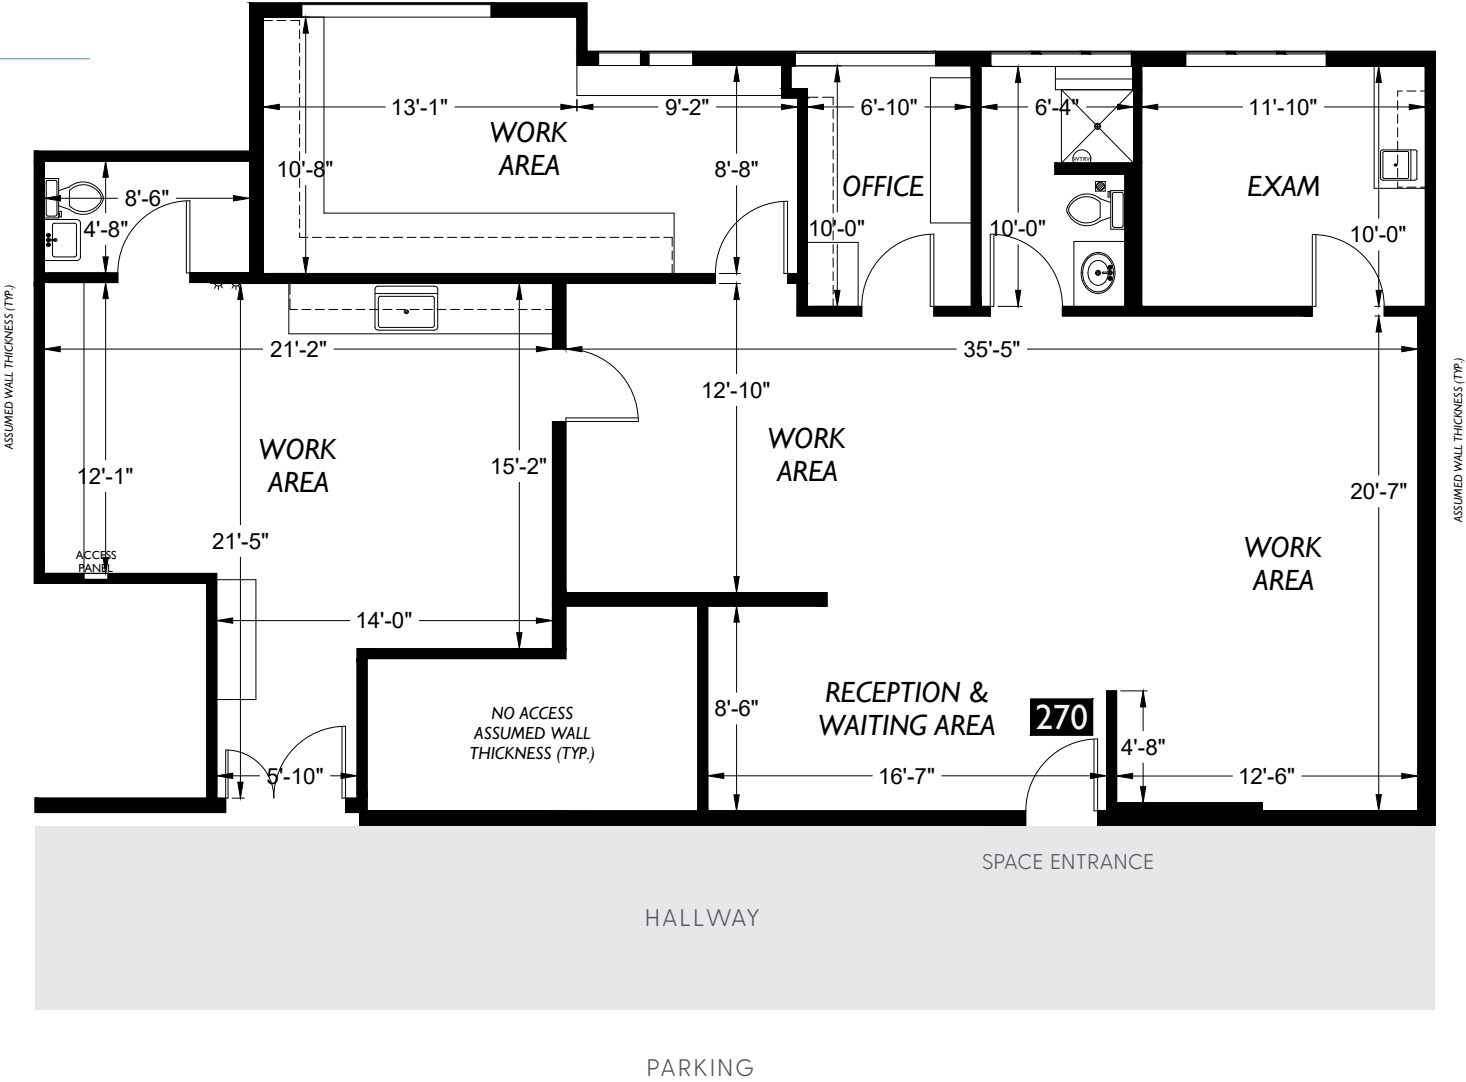 13'-1"
9'-2"
6'-10"
6'-4"
11'-10"
WORK
AREA
10'-8"
8'-8"
WTRV
OFFICE
EXAM
8'-6"
4'-8"
10'-0"
10'-0"
10'-0"
ASSUMED WALL THICKNESS (TYP.)
21'-2"
35'-5"
12'-10"
ASSUMED WALL THICKNESS (TYP.)
WORK
AREA
WORK
AREA
12'-1"
15'-2"
20'-7"
21'-5"
ACCESS
PANEL
WORK
AREA
14'-0"
RECEPTION &
WAITING AREA
270
8'-6"
NO ACCESS
ASSUMED WALL
THICKNESS (TYP.)
4'-8"
5'-10"
16'-7"
12'-6"
SPACE ENTRANCE
HALLWAY
PARKING